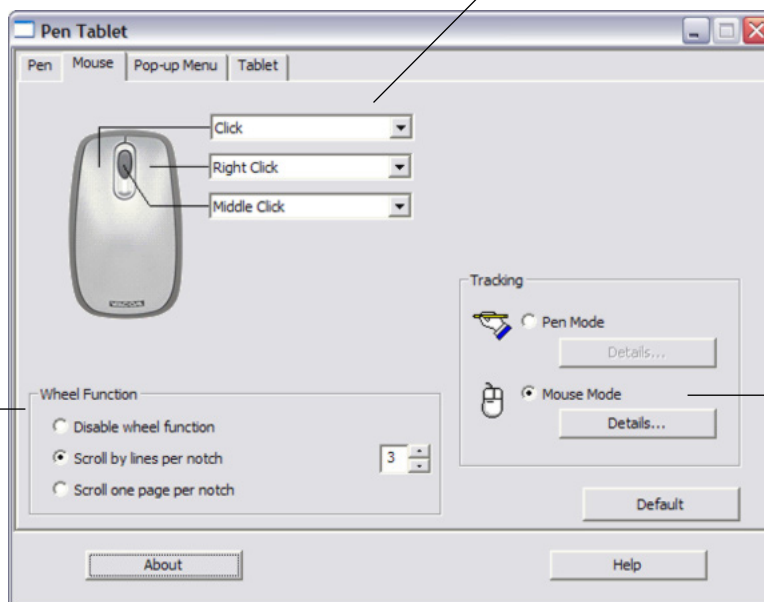 Pen Tablet
Pen Mouse Pop-up Menu Tablet
Click
Right Click
Middle Click
WACOM
Tracking
Pen Mode
Details...
Mouse Mode
Details...
Wheel Function
Disable wheel function
Scroll by lines per notch 3
Scroll one page per notch
Default
About Help